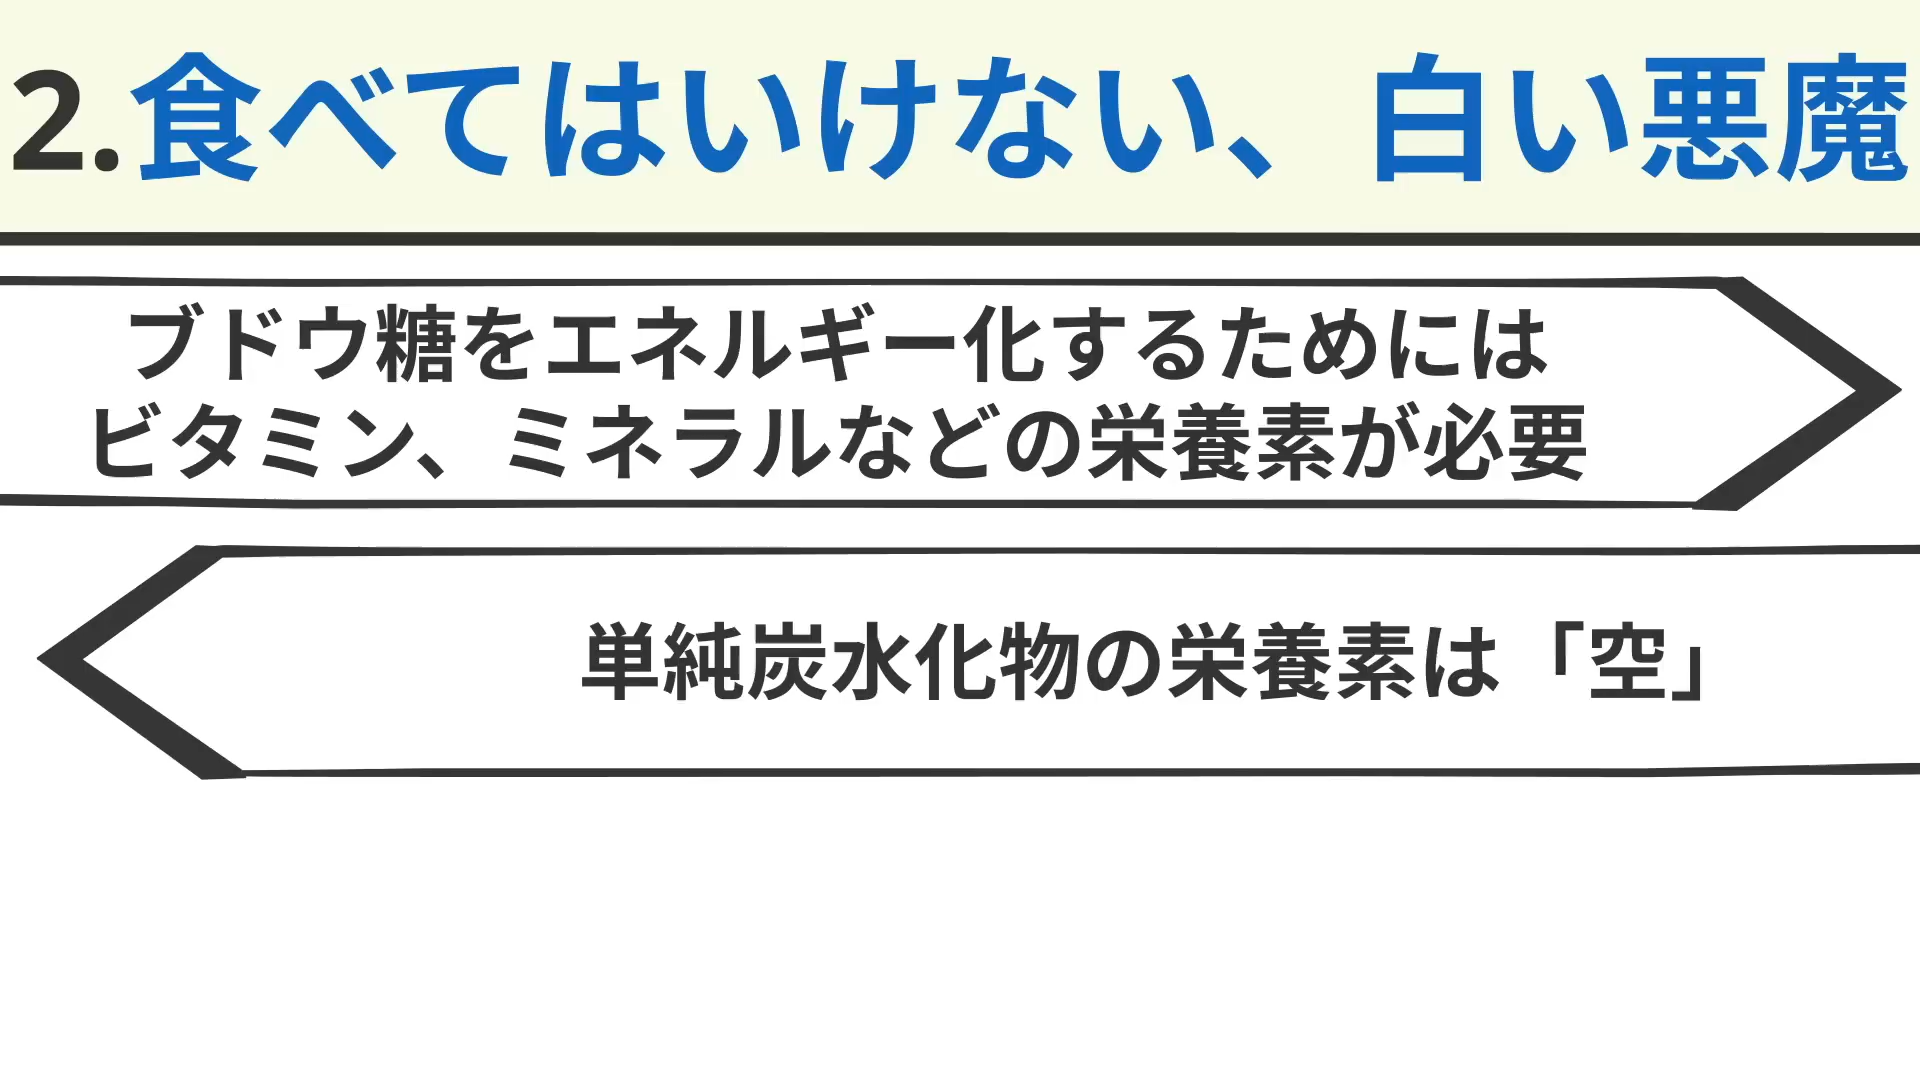 2.食べてはいけない、白い悪魔
ブドウ糖をエネルギー化するためには
ビタミン、ミネラルなどの栄養素が必要
単純炭水化物の栄養素は「空」